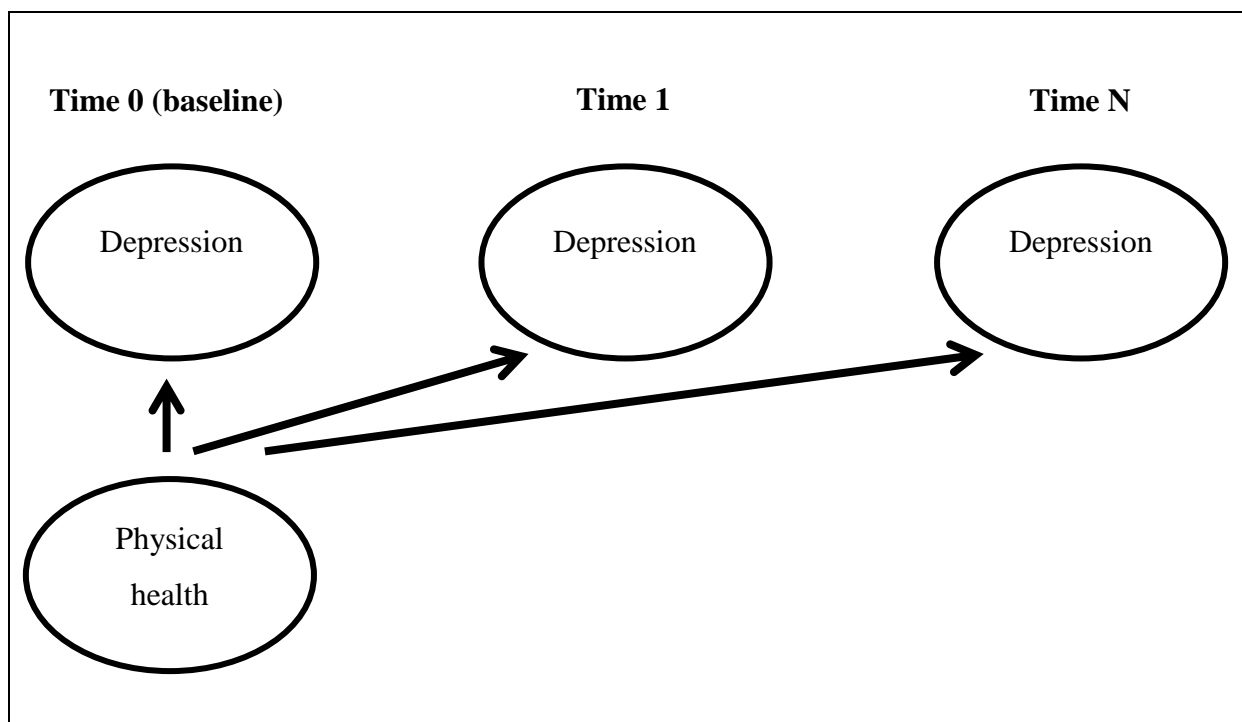 Time 0 (baseline)
Time 1
Time N
Depression
Depression
Depression
Physical
health